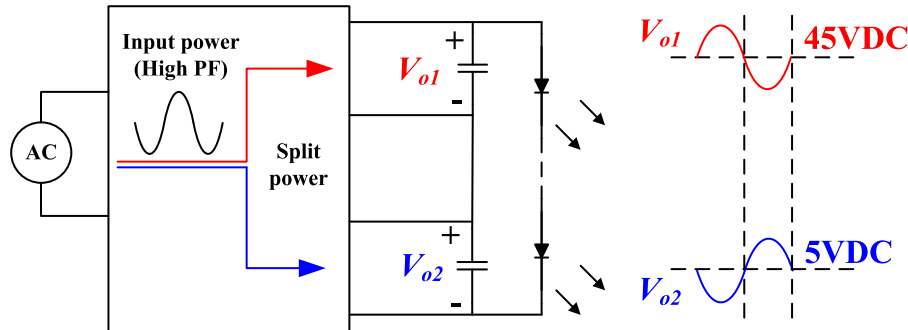 Input power
(High PF)
AC
Split
power
+
Vo1
-
+
Vo2
-
Vo1
45VDC
5VDC
Vo2